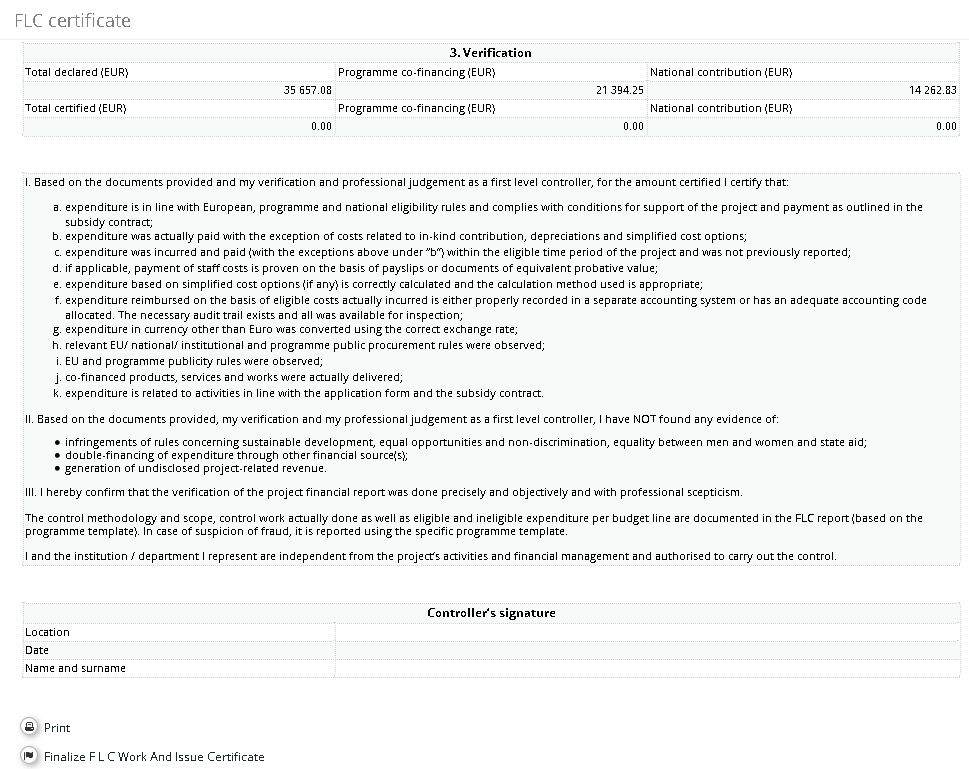 FLC certificate
3. Verification
Total declared (EUR) Programme co-financing (EUR) National contribution (EUR)
35 657.08 21 394.25 14 262.83
Total certified (EUR) Programme co-financing (EUR) National contribution (EUR)
0.00 0.00 0.00
I. Based on the documents provided and my verification and professional judgement as a first level controller, for the amount certified I certify that:
a. expenditure is in line with European, programme and national eligibility rules and complies with conditions for support of the project and payment as outlined in the
subsidy contract;
b. expenditure was actually paid with the exception of costs related to in-kind contribution, depreciations and simplified cost options;
c. expenditure was incurred and paid (with the exceptions above under "b") within the eligible time period of the project and was not previously reported;
d. if applicable, payment of staff costs is proven on the basis of payslips or documents of equivalent probative value;
e. expenditure based on simplified cost options (if any) is correctly calculated and the calculation method used is appropriate;
f. expenditure reimbursed on the basis of eligible costs actually incurred is either properly recorded in a separate accounting system or has an adequate accounting code
allocated. The necessary audit trail exists and all was available for inspection;
g. expenditure in currency other than Euro was converted using the correct exchange rate;
h. relevant EU/ national/ institutional and programme public procurement rules were observed;
i. EU and programme publicity rules were observed;
j. co-financed products, services and works were actually delivered;
k. expenditure is related to activities in line with the application form and the subsidy contract.
II. Based on the documents provided, my verification and my professional judgement as a first level controller, I have NOT found any evidence of:
• infringements of rules concerning sustainable development, equal opportunities and non-discrimination, equality between men and women and state aid;
• double-financing of expenditure through other financial source(s);
• generation of undisclosed project-related revenue.
III. I hereby confirm that the verification of the project financial report was done precisely and objectively and with professional scepticism.
The control methodology and scope, control work actually done as well as eligible and ineligible expenditure per budget line are documented in the FLC report (based on the
programme template). In case of suspicion of fraud, it is reported using the specific programme template.
I and the institution / department I represent are independent from the project's activities and financial management and authorised to carry out the control.
Controller's signature
Location
Date
Name and surname
Print
Finalize F L C Work And Issue Certificate